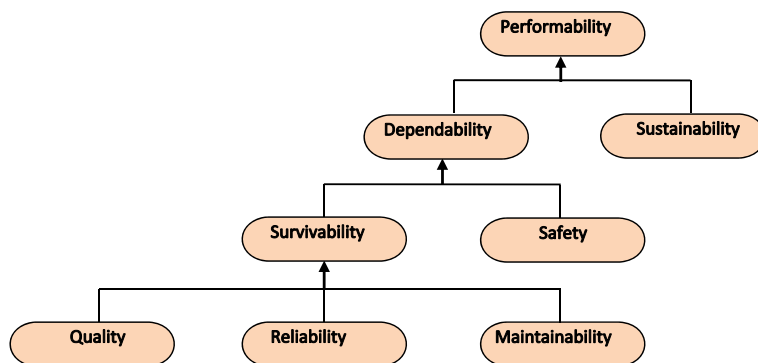 Performability
Dependability
Sustainability
Survivability
Safety
Quality
Reliability
Maintainability